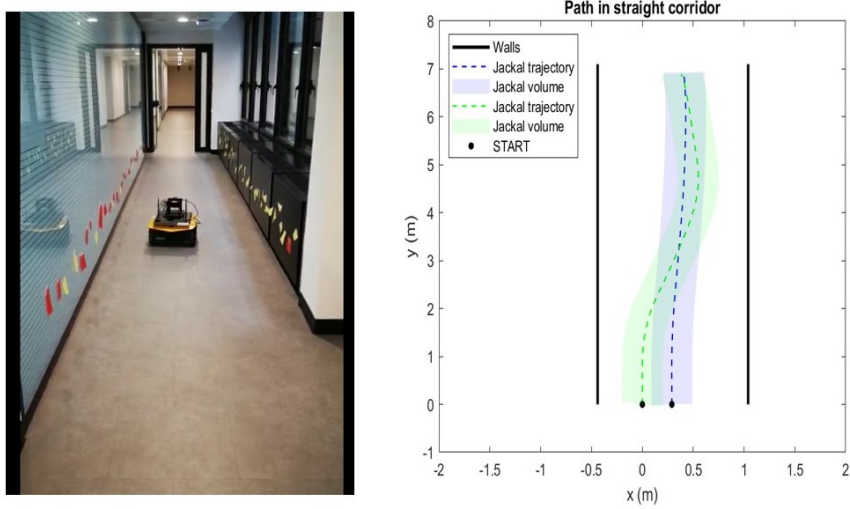 Path in straight corridor
8
7
6
5
4
3
2
1
0
-1
y (m)
Walls
Jackal trajectory
Jackal volume
Jackal trajectory
Jackal volume
START
-2 -1.5 -1 -0.5 0 0.5 1 1.5 2
x (m)